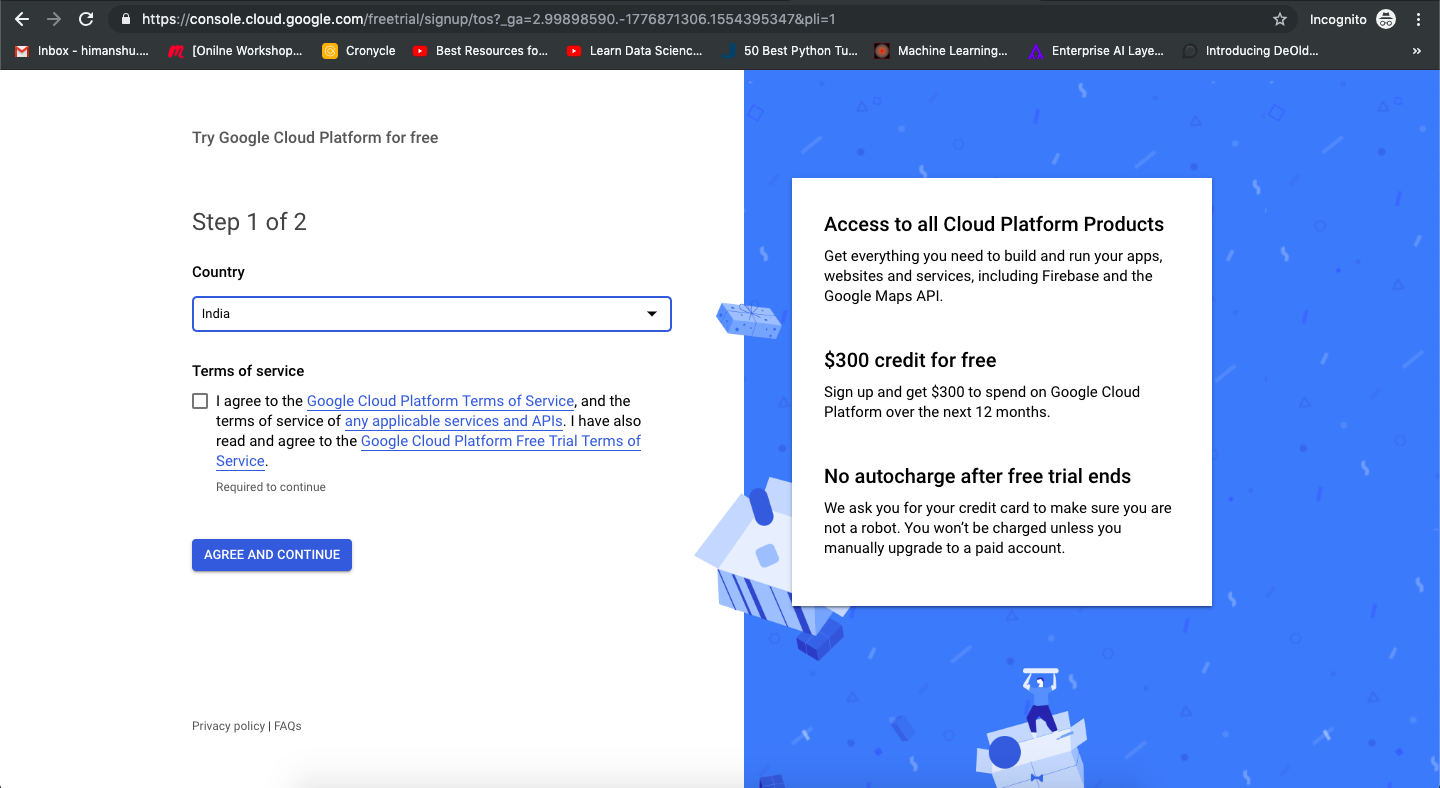 https://console.cloud.google.com/freetrial/signup/tos?_ga=2.99898590.-1776871306.1554395347&pli=1
Incognito
Inbox - himanshu....
[Onilne Workshop...
Cronycle
Best Resources fo...
Learn Data Scienc...
50 Best Python Tu...
Machine Learning...
Enterprise AI Laye...
Introducing DeOld...
»
Try Google Cloud Platform for free
Step 1 of 2
Country
India
Terms of service
I agree to the Google Cloud Platform Terms of Service, and the
terms of service of any applicable services and APIs. I have also
read and agree to the Google Cloud Platform Free Trial Terms of
Service.
Required to continue
AGREE AND CONTINUE
Privacy policy | FAQs
Access to all Cloud Platform Products
Get everything you need to build and run your apps,
websites and services, including Firebase and the
Google Maps API.
$300 credit for free
Sign up and get $300 to spend on Google Cloud
Platform over the next 12 months.
No autocharge after free trial ends
We ask you for your credit card to make sure you are
not a robot. You won’t be charged unless you
manually upgrade to a paid account.